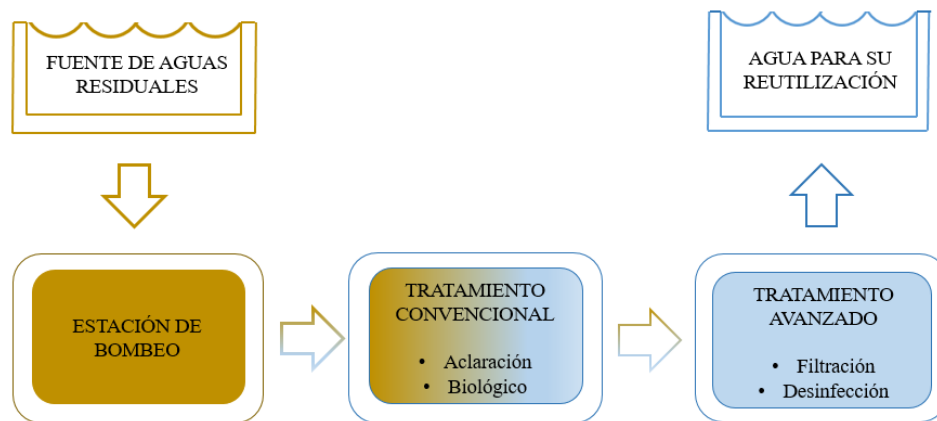 FUENTE DE AGUAS
RESIDUALES
AGUA PARA SU
REUTILIZACIÓN
ESTACIÓN DE
BOMBEO
TRATAMIENTO
CONVENCIONAL
• Aclaración
• Biológico
TRATAMIENTO
AVANZADO
• Filtración
• Desinfección